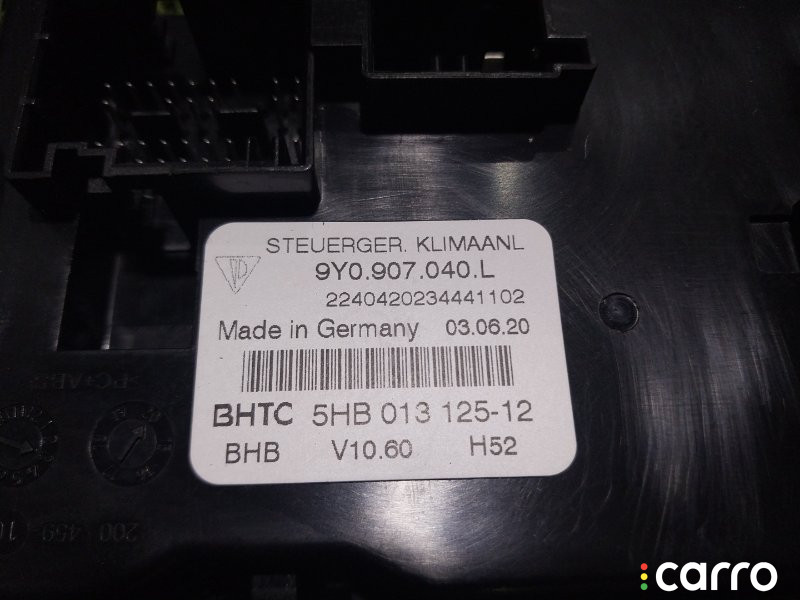 STEUERGER. KLIMAANL
9Y0.907.040.L
2240420234441102
Made in Germany 03.06.20
BHTC 5HB 013 125-12
BHB V10.60 H52
carro